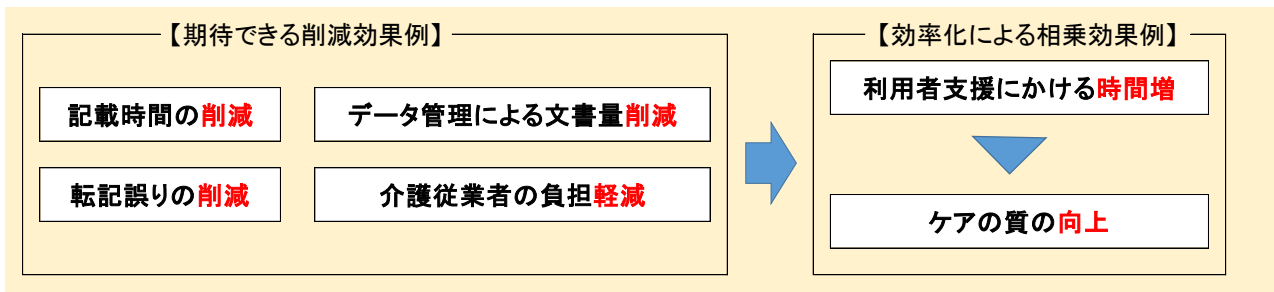 【期待できる削減効果例】
記載時間の削減
データ管理による文書量削減
転記誤りの削減
介護従業者の負担軽減
【効率化による相乗効果例】
利用者支援にかける時間増
ケアの質の向上